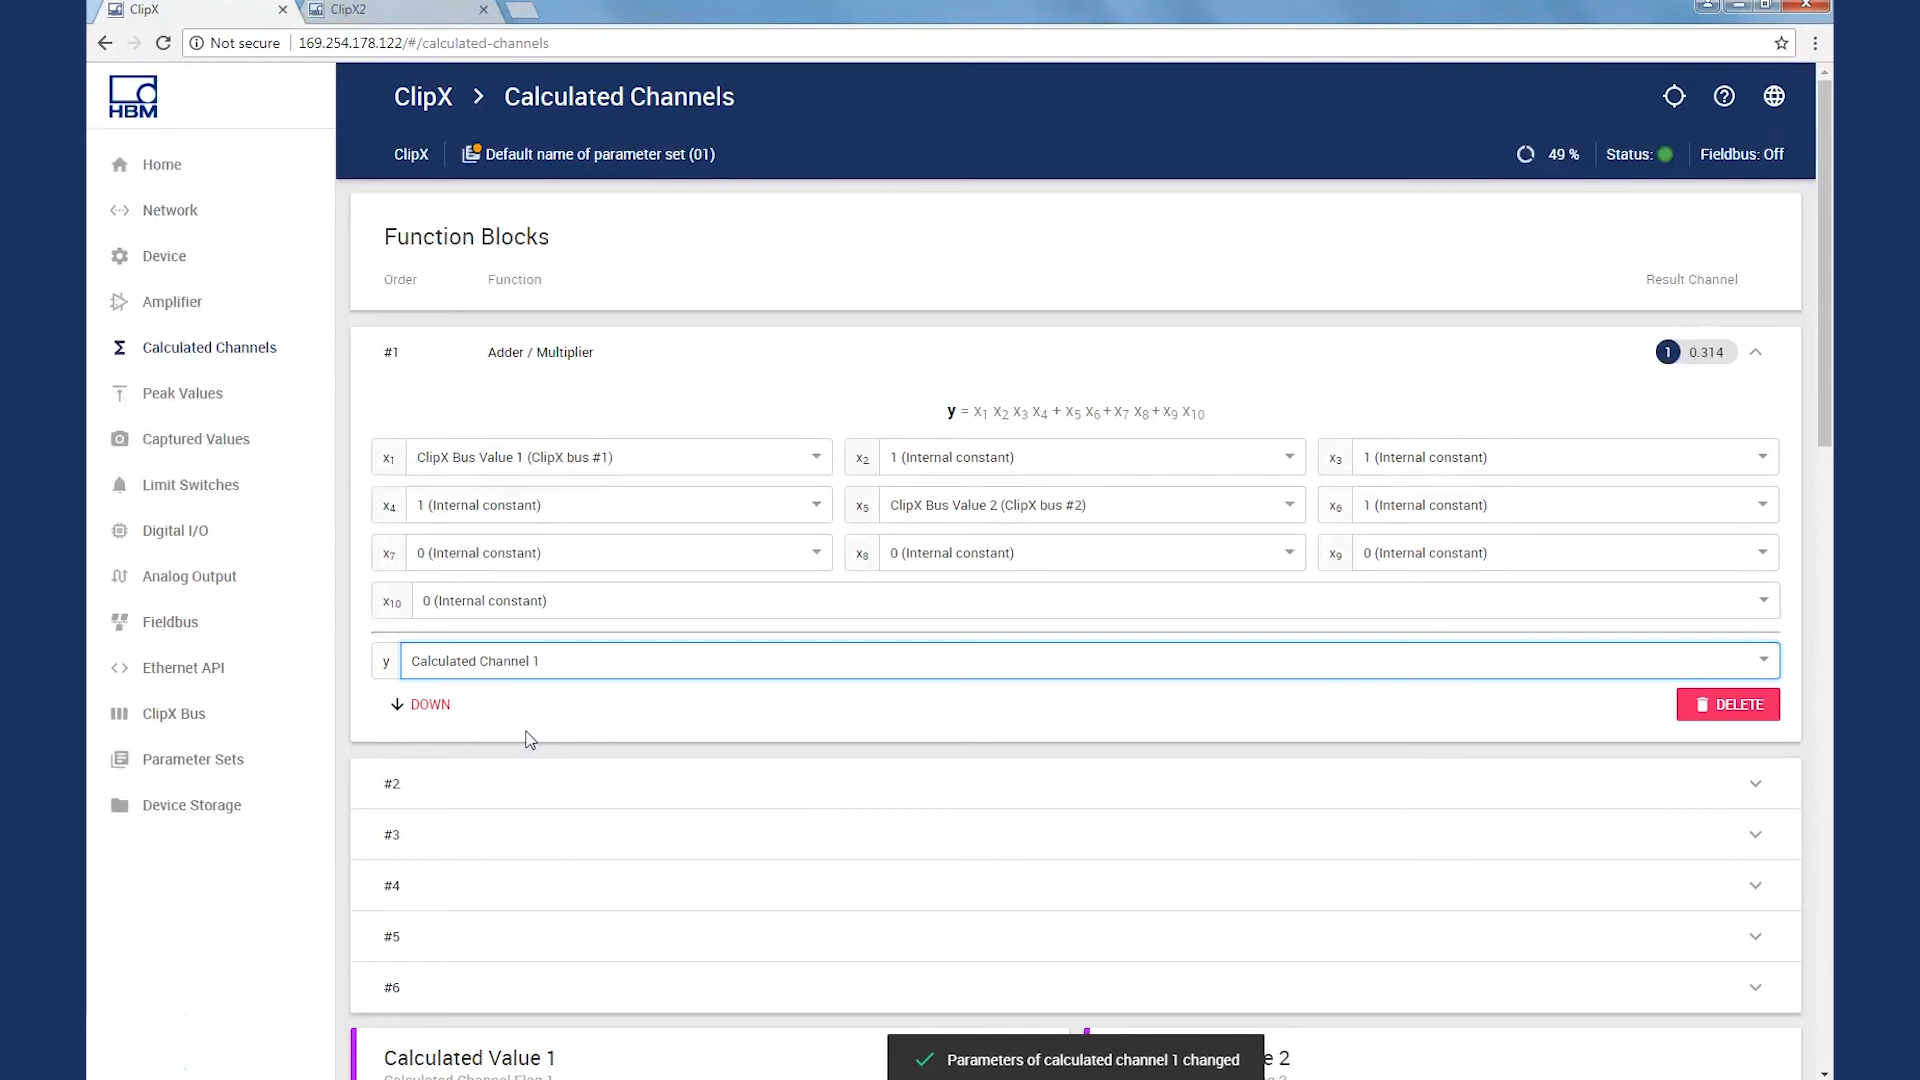 ClipX
ClipX2
Not secure
169.254.178.122/#/calculated-channels
HBM
Home
Network
Device
Amplifier
Calculated Channels
Peak Values
Captured Values
Limit Switches
Digital I/O
Analog Output
Fieldbus
Ethernet API
ClipX Bus
Parameter Sets
Device Storage
ClipX > Calculated Channels
ClipX
Default name of parameter set (01)
49 %
Status:
Fieldbus: Off
Function Blocks
Order
Function
Result Channel
#1
Adder / Multiplier
1 0.314
y = x1 x2 x3 x4 + x5 x6 + x7 x8 + x9 x10
x1 ClipX Bus Value 1 (ClipX bus #1)
x2 1 (Internal constant)
x3 1 (Internal constant)
x4 1 (Internal constant)
x5 ClipX Bus Value 2 (ClipX bus #2)
x6 1 (Internal constant)
x7 0 (Internal constant)
x8 0 (Internal constant)
x9 0 (Internal constant)
x10 0 (Internal constant)
y Calculated Channel 1
DOWN
DELETE
#2
#3
#4
#5
#6
Calculated Value 1
e 2
Parameters of calculated channel 1 changed